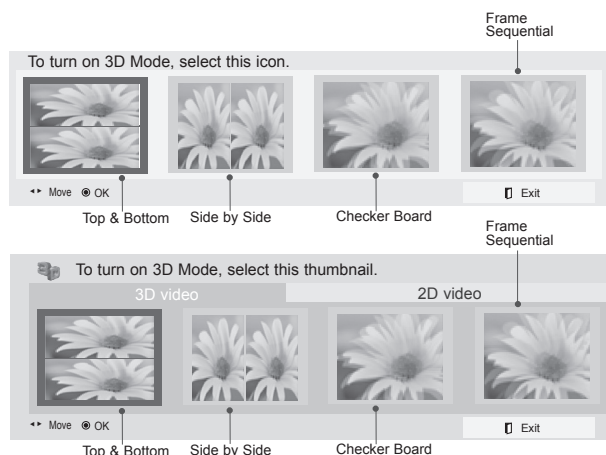 Frame
Sequential
To turn on 3D Mode, select this icon.
Move OK
Exit
Top & Bottom
Side by Side
Checker Board
Frame
Sequential
3D
To turn on 3D Mode, select this thumbnail.
3D video
2D video
Move OK
Exit
Top & Bottom
Side by Side
Checker Board